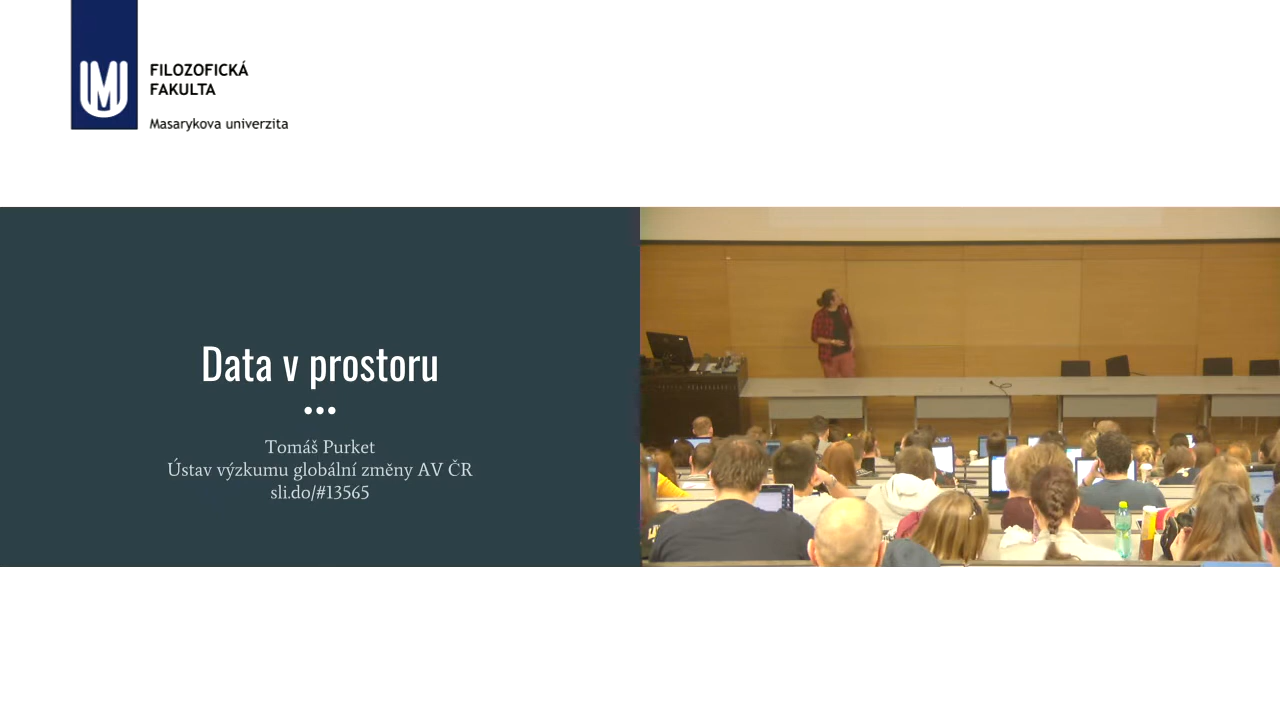 FILOZOFICKÁ
FAKULTA
Masarykova univerzita
Data v prostoru
Tomáš Purket
Ústav výzkumu globální změny AV ČR
sli.do/#13565